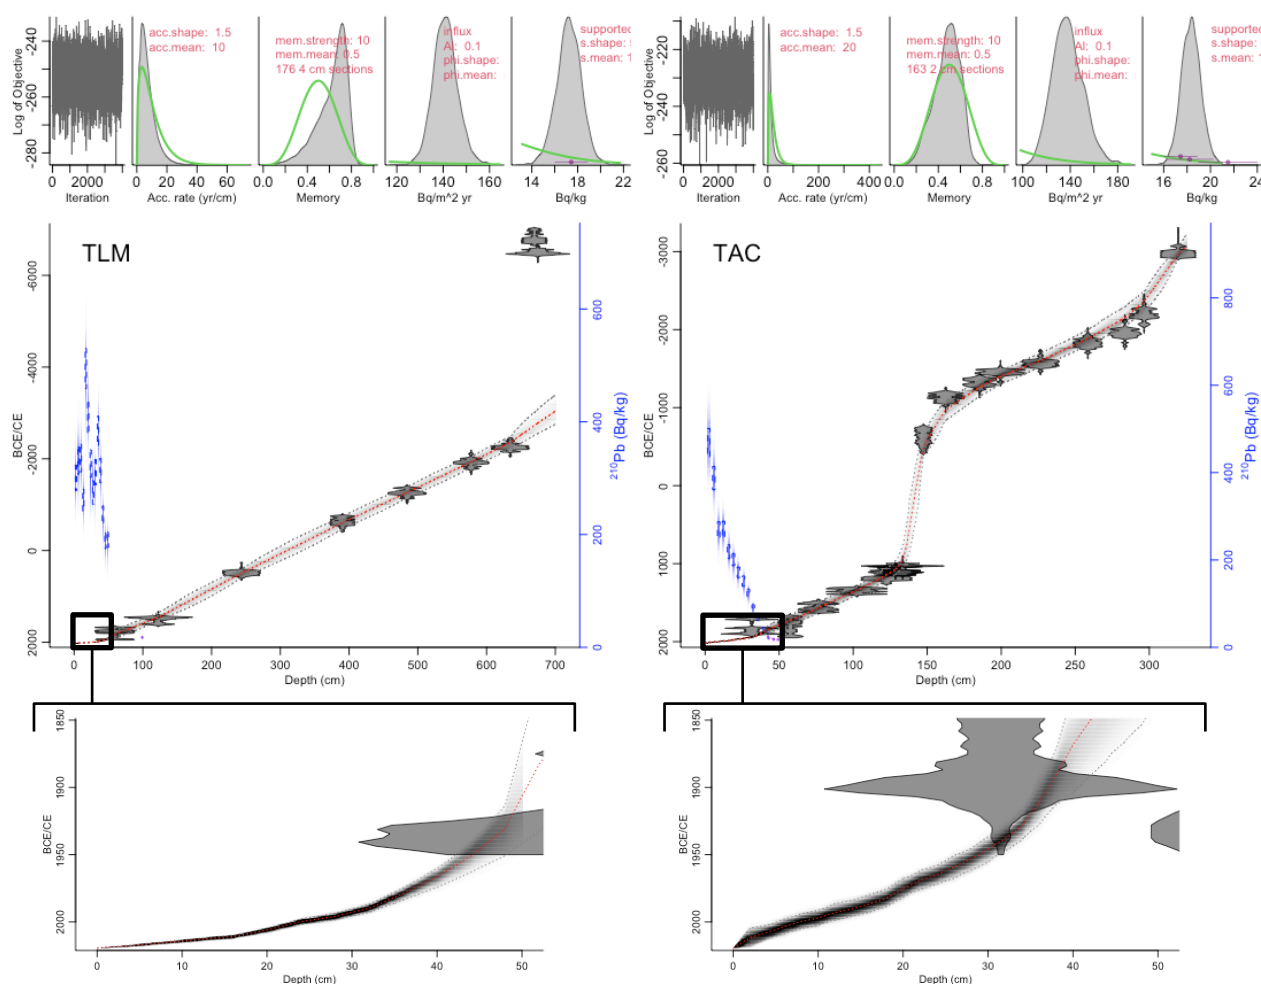 acc.shape: 1.5
acc.mean: 10
mem.strength: 10
mem.mean: 0.5
176 4 cm sections
influx
Al: 0.1
phi.shape:
phi.mean:
supported
s.shape:
s.mean: 1
Log of Objective
-240
-260
-280
0 2000
Iteration
0 20 40 60
Acc. rate (yr/cm)
0.0 0.4 0.8
Memory
120 140 160
Bq/m^2 yr
14 18 22
Bq/kg
acc.shape: 1.5
acc.mean: 20
mem.strength: 10
mem.mean: 0.5
163 2 cm sections
influx
Al: 0.1
phi.shape:
phi.mean:
supported
s.shape:
s.mean: 1
Log of Objective
-220
-240
-260
0 2000
Iteration
0 200 400
Acc. rate (yr/cm)
0.0 0.4 0.8
Memory
100 140 180
Bq/m^2 yr
16 20 24
Bq/kg
TLM
BCE/CE
-6000
-4000
-2000
0
2000
600
400
200
0
210Pb (Bq/kg)
0 100 200 300 400 500 600 700
Depth (cm)
TAC
BCE/CE
-3000
-2000
-1000
0
1000
2000
800
600
400
200
0
210Pb (Bq/kg)
0 50 100 150 200 250 300
Depth (cm)
BCE/CE
1850
1900
1950
2000
0 10 20 30 40 50
Depth (cm)
BCE/CE
1850
1900
1950
2000
0 10 20 30 40 50
Depth (cm)